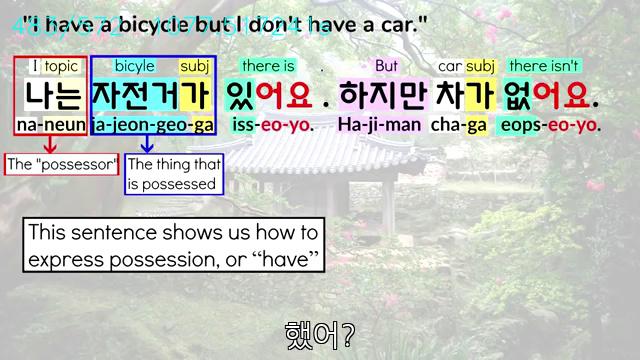 "I have a bicycle but I don't have a car."
I topic bicyle subj there is . But car subj there isn't
나는 자전거가 있어요. 하지만 차가 없어요.
na-neun ja-jeon-geo-ga iss-eo-yo. Ha-ji-man cha-ga eops-eo-yo.
The "possessor" The thing that
is possessed
This sentence shows us how to
express possession, or “have”
했어?